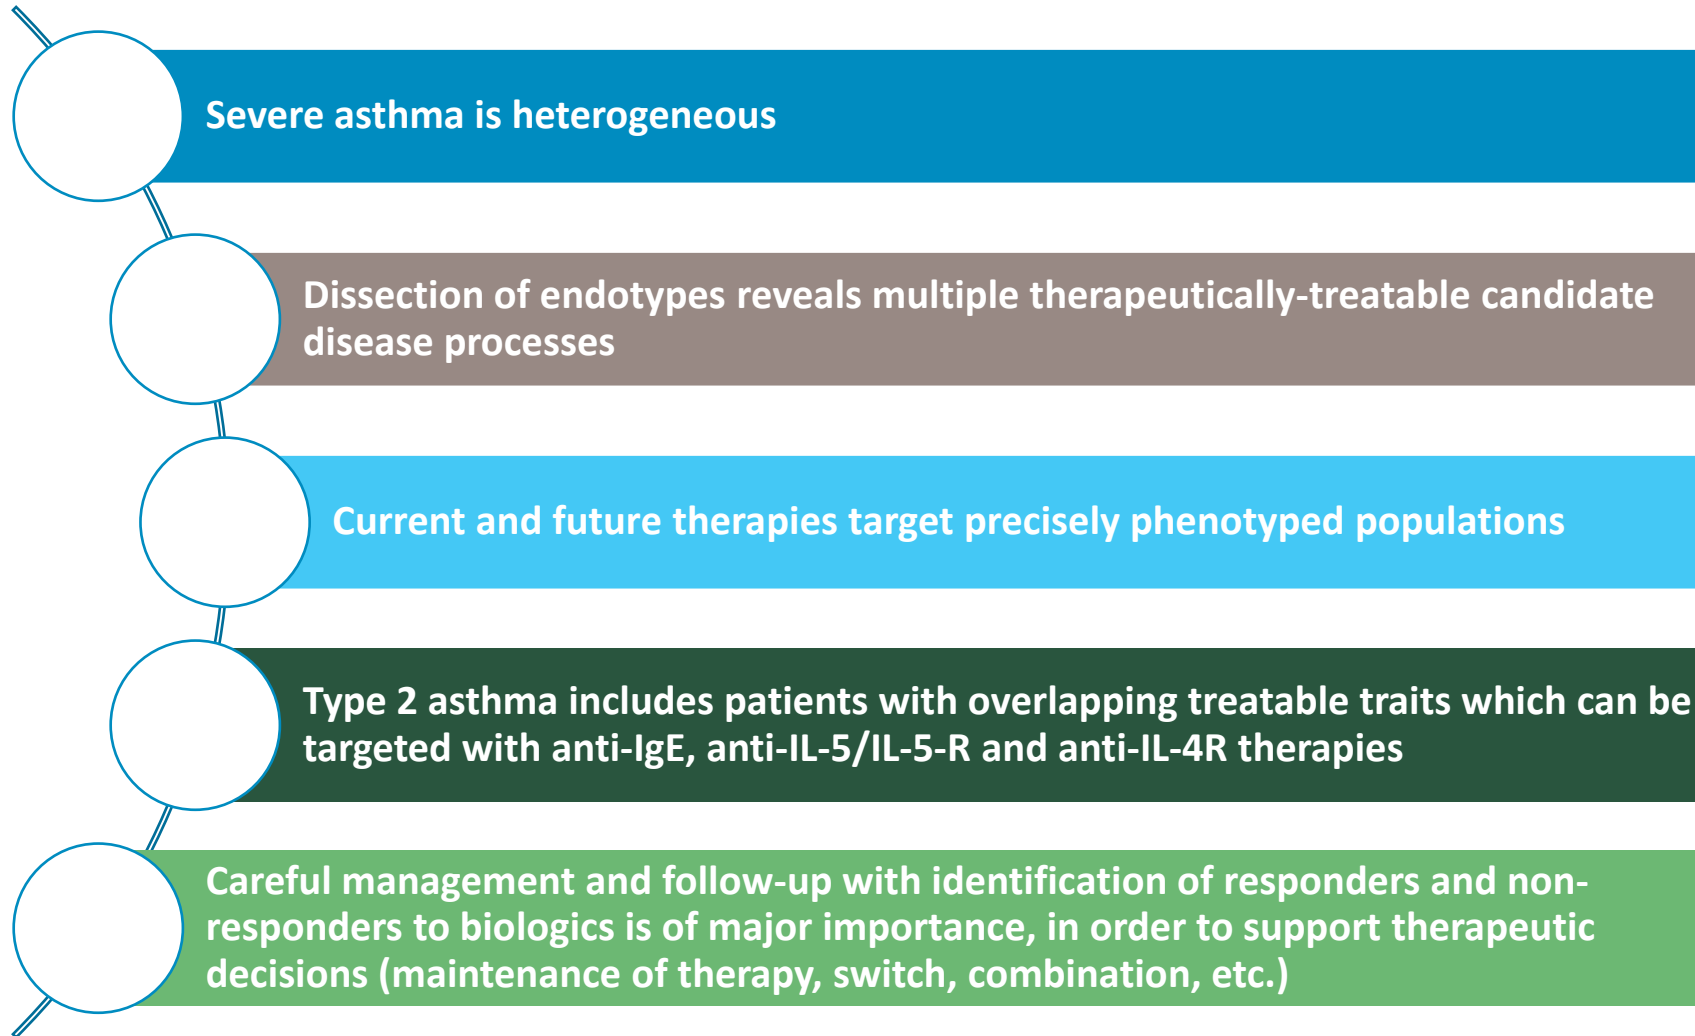 Severe asthma is heterogeneous
Dissection of endotypes reveals multiple therapeutically-treatable candidate
disease processes
Current and future therapies target precisely phenotyped populations
Type 2 asthma includes patients with overlapping treatable traits which can be
targeted with anti-IgE, anti-IL-5/IL-5-R and anti-IL-4R therapies
Careful management and follow-up with identification of responders and non-
responders to biologics is of major importance, in order to support therapeutic
decisions (maintenance of therapy, switch, combination, etc.)